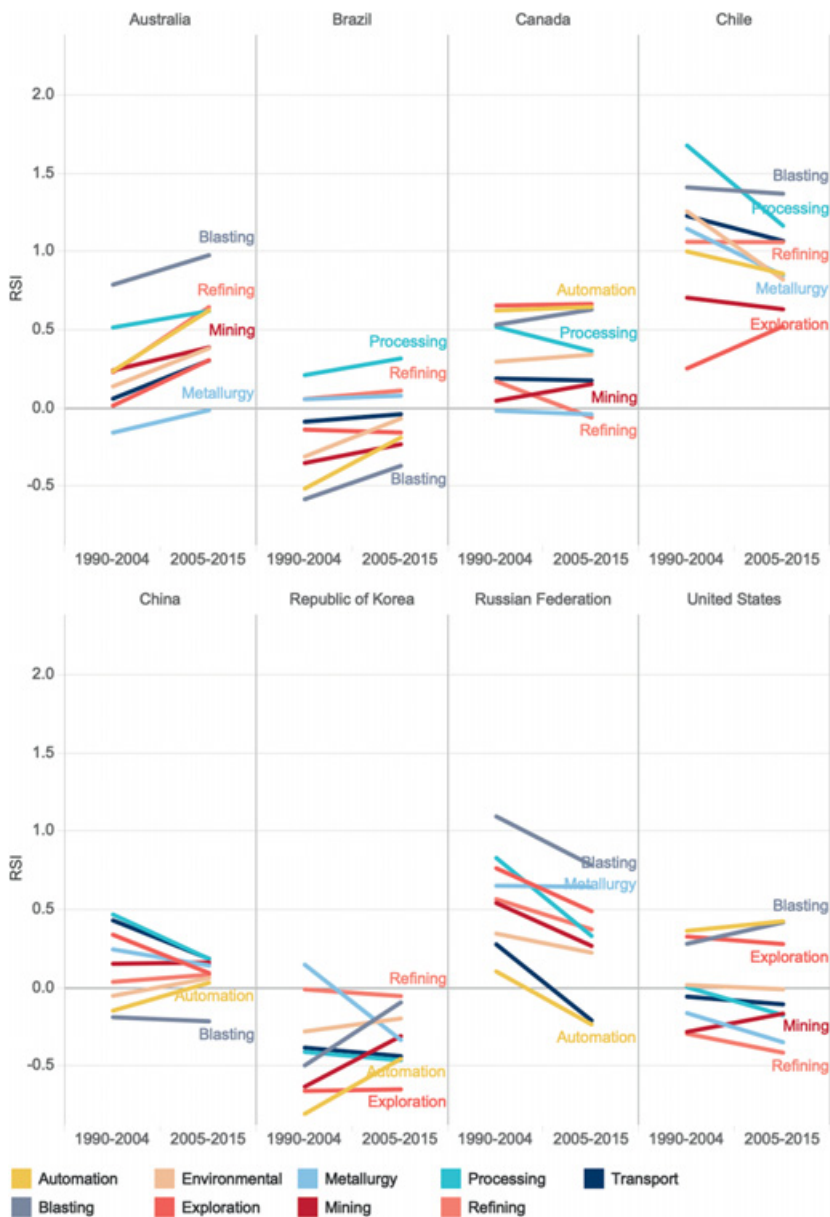 Australia Brazil Canada Chile
2.0
1.5 Blasting
Processing
1.0 Blasting Refining
RSI Refining Automation Metallurgy
0.5 Mining Processing Processing Exploration
Metallurgy Refining Mining
0.0 Refining
-0.5 Blasting
1990-2004 2005-2015 1990-2004 2005-2015 1990-2004 2005-2015 1990-2004 2005-2015
China Republic of Korea Russian Federation United States
2.0
1.5
1.0
RSI Blasting
Metallurgy Blasting
0.5 Exploration
0.0 Automation Refining Mining
Blasting Automation Refining
-0.5 Automation
Exploration
1990-2004 2005-2015 1990-2004 2005-2015 1990-2004 2005-2015 1990-2004 2005-2015
Automation Environmental Metallurgy Processing Transport
Blasting Exploration Mining Refining